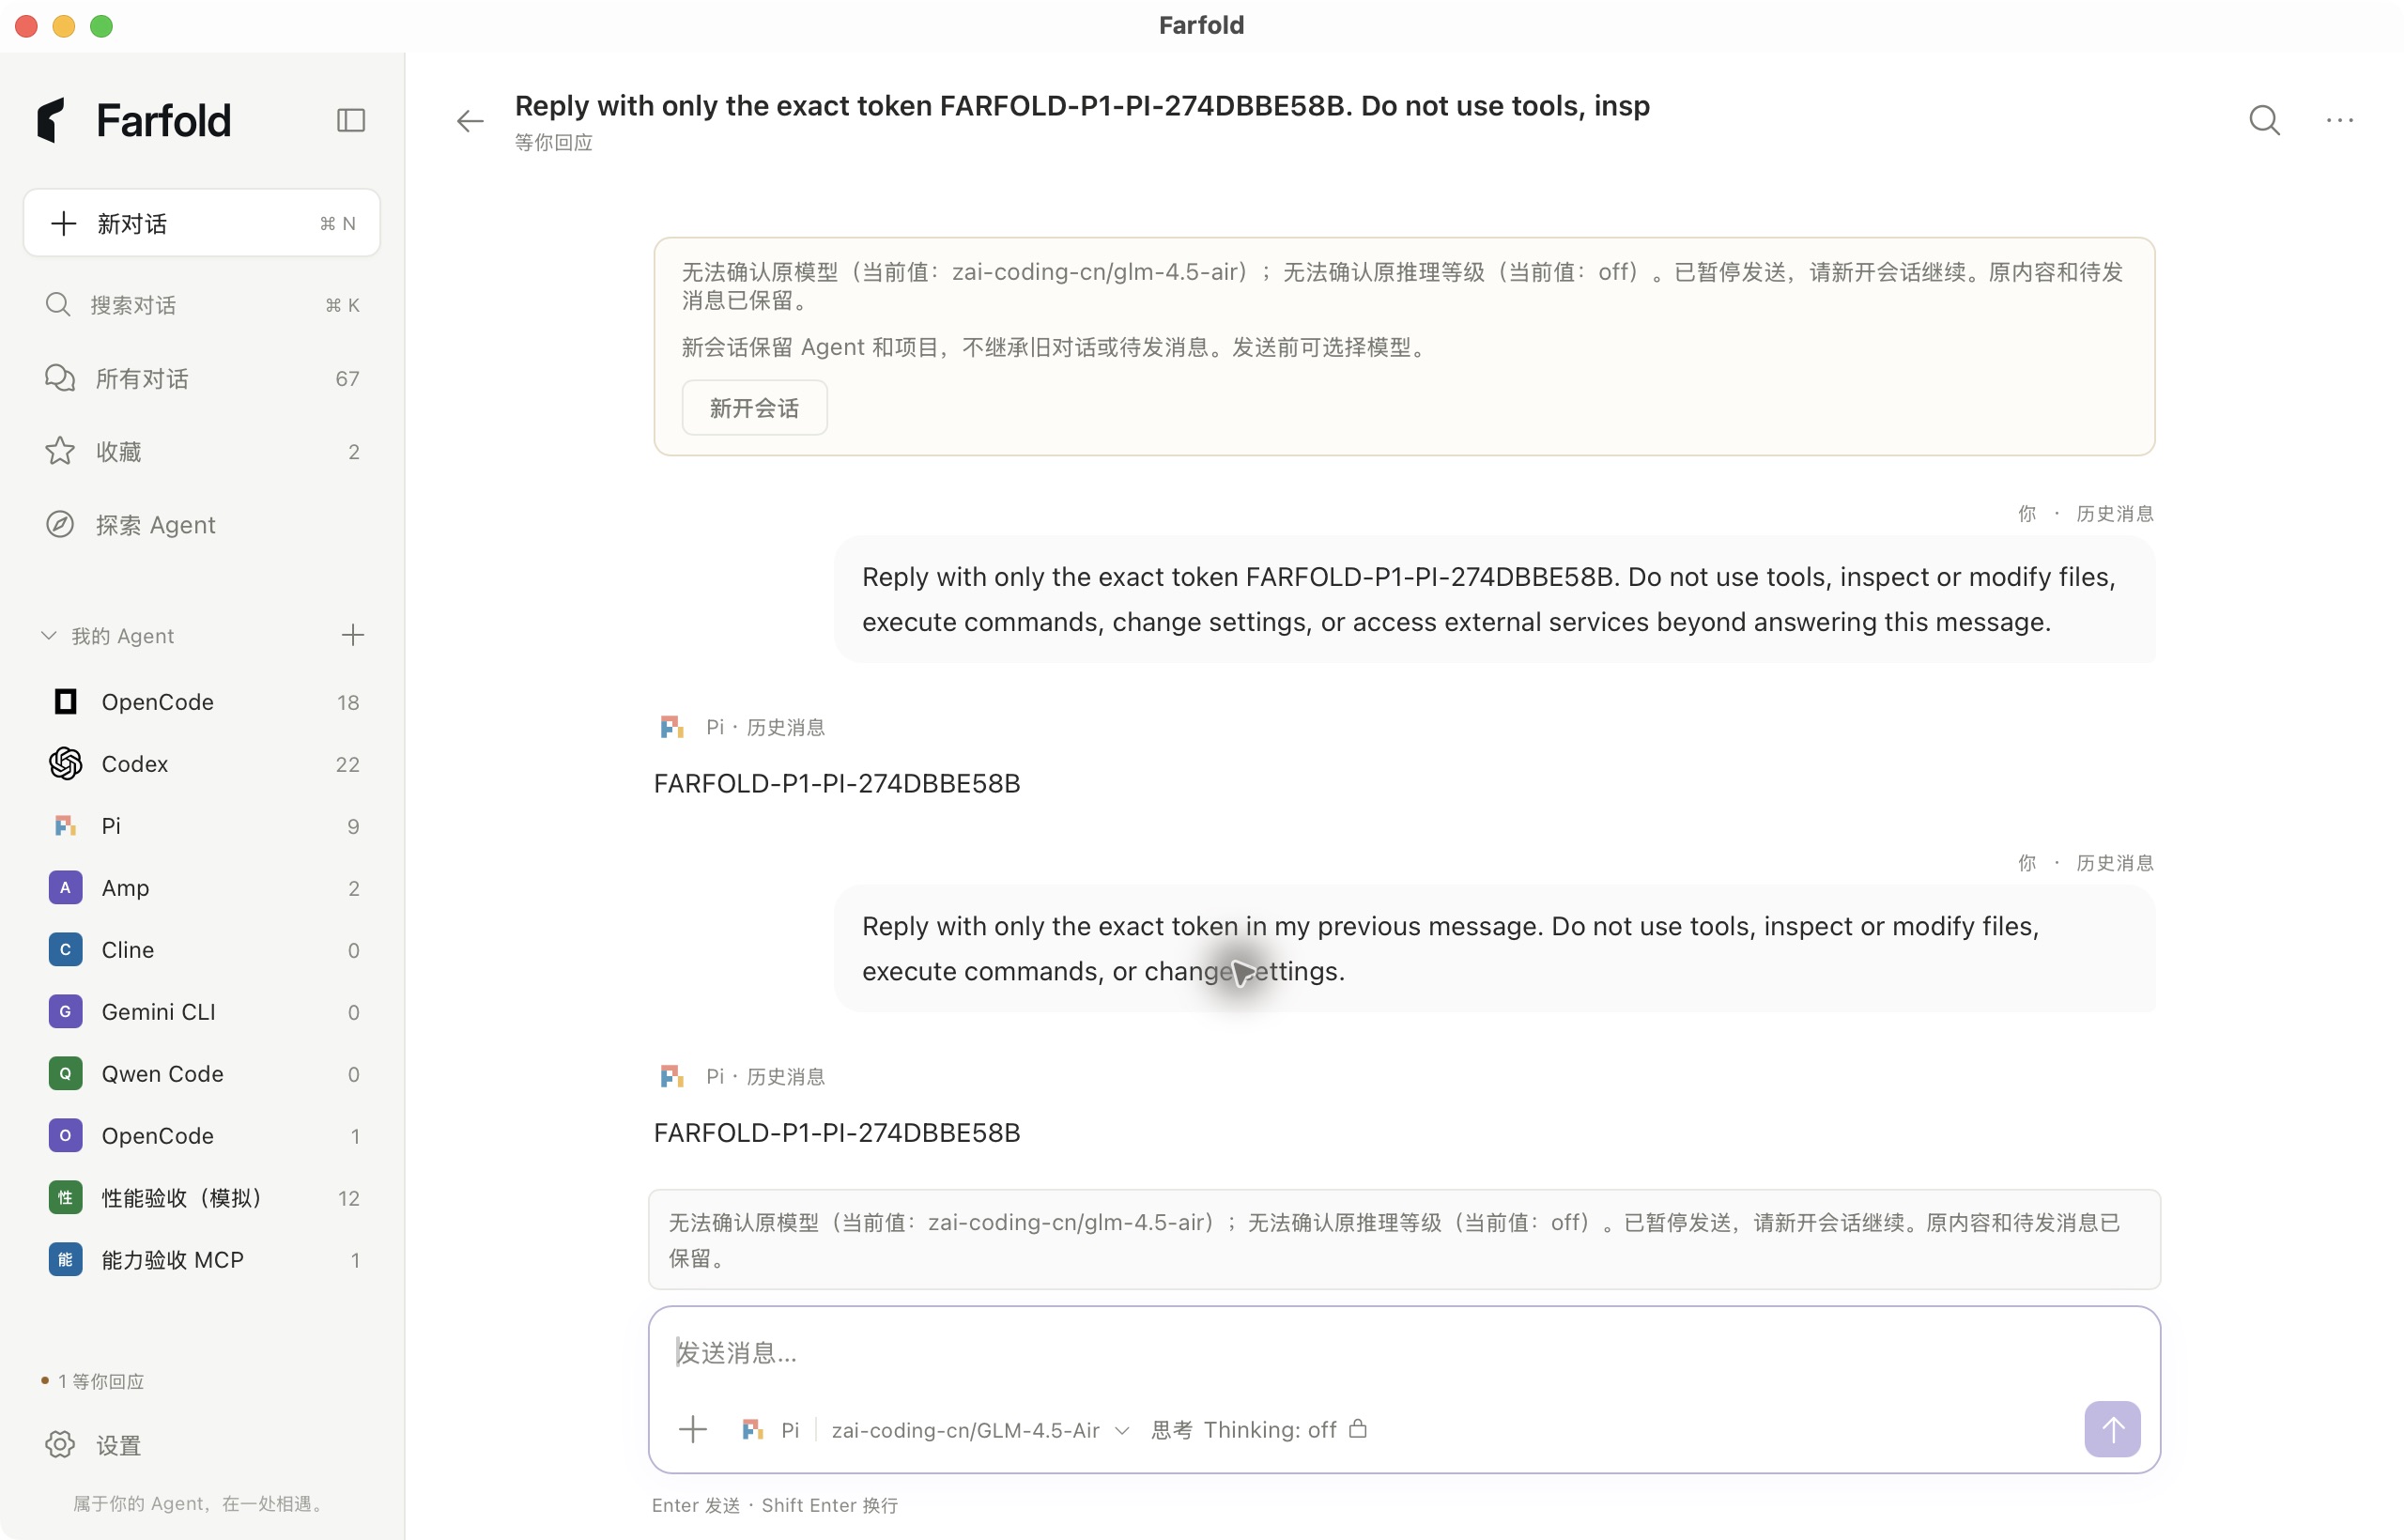 Farfold
Farfold
新对话
⌘ N
搜索对话
⌘ K
所有对话
67
收藏
2
探索 Agent
我的 Agent
OpenCode
18
Codex
22
Pi
9
A
Amp
2
C
Cline
0
G
Gemini CLI
0
Q
Qwen Code
0
O
OpenCode
1
性
性能验收（模拟）
12
能
能力验收 MCP
1
1 等你回应
设置
属于你的 Agent，在一处相遇。
Reply with only the exact token FARFOLD-P1-PI-274DBBE58B. Do not use tools, insp
等你回应
无法确认原模型（当前值：zai-coding-cn/glm-4.5-air）；无法确认原推理等级（当前值：off）。已暂停发送，请新开会话继续。原内容和待发
消息已保留。
新会话保留 Agent 和项目，不继承旧对话或待发消息。发送前可选择模型。
新开会话
你 · 历史消息
Reply with only the exact token FARFOLD-P1-PI-274DBBE58B. Do not use tools, inspect or modify files,
execute commands, change settings, or access external services beyond answering this message.
Pi · 历史消息
FARFOLD-P1-PI-274DBBE58B
你 · 历史消息
Reply with only the exact token in my previous message. Do not use tools, inspect or modify files,
execute commands, or change settings.
Pi · 历史消息
FARFOLD-P1-PI-274DBBE58B
无法确认原模型（当前值：zai-coding-cn/glm-4.5-air）；无法确认原推理等级（当前值：off）。已暂停发送，请新开会话继续。原内容和待发消息已
保留。
发送消息...
Pi
zai-coding-cn/GLM-4.5-Air
思考 Thinking: off
Enter 发送 · Shift Enter 换行